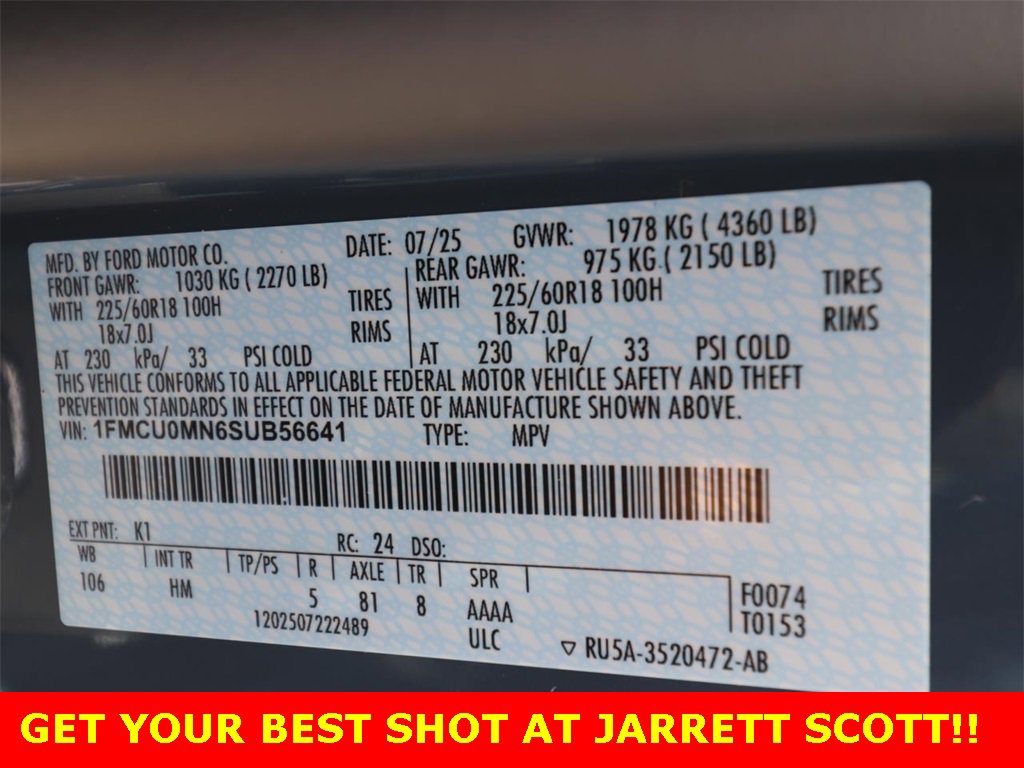 MFD. BY FORD MOTOR CO. DATE: 07/25 GVWR: 1978 KG ( 4360 LB)
FRONT GAWR: 1030 KG ( 2270 LB) REAR GAWR: 975 KG ( 2150 LB)
WITH 225/60R18 100H TIRES WITH 225/60R18 100H TIRES
18x7.0J RIMS 18x7.0J RIMS
AT 230 kPa/ 33 PSI COLD AT 230 kPa/ 33 PSI COLD
THIS VEHICLE CONFORMS TO ALL APPLICABLE FEDERAL MOTOR VEHICLE SAFETY AND THEFT
PREVENTION STANDARDS IN EFFECT ON THE DATE OF MANUFACTURE SHOWN ABOVE.
VIN: 1FMCU0MN6SUB56641 TYPE: MPV
EXT PNT: K1 RC: 24 DSO:
WB INT TR TP/PS R AXLE TR SPR F0074
106 HM 5 81 8 AAAA T0153
1202507222489 ULC RU5A-3520472-AB
GET YOUR BEST SHOT AT JARRETT SCOTT!!